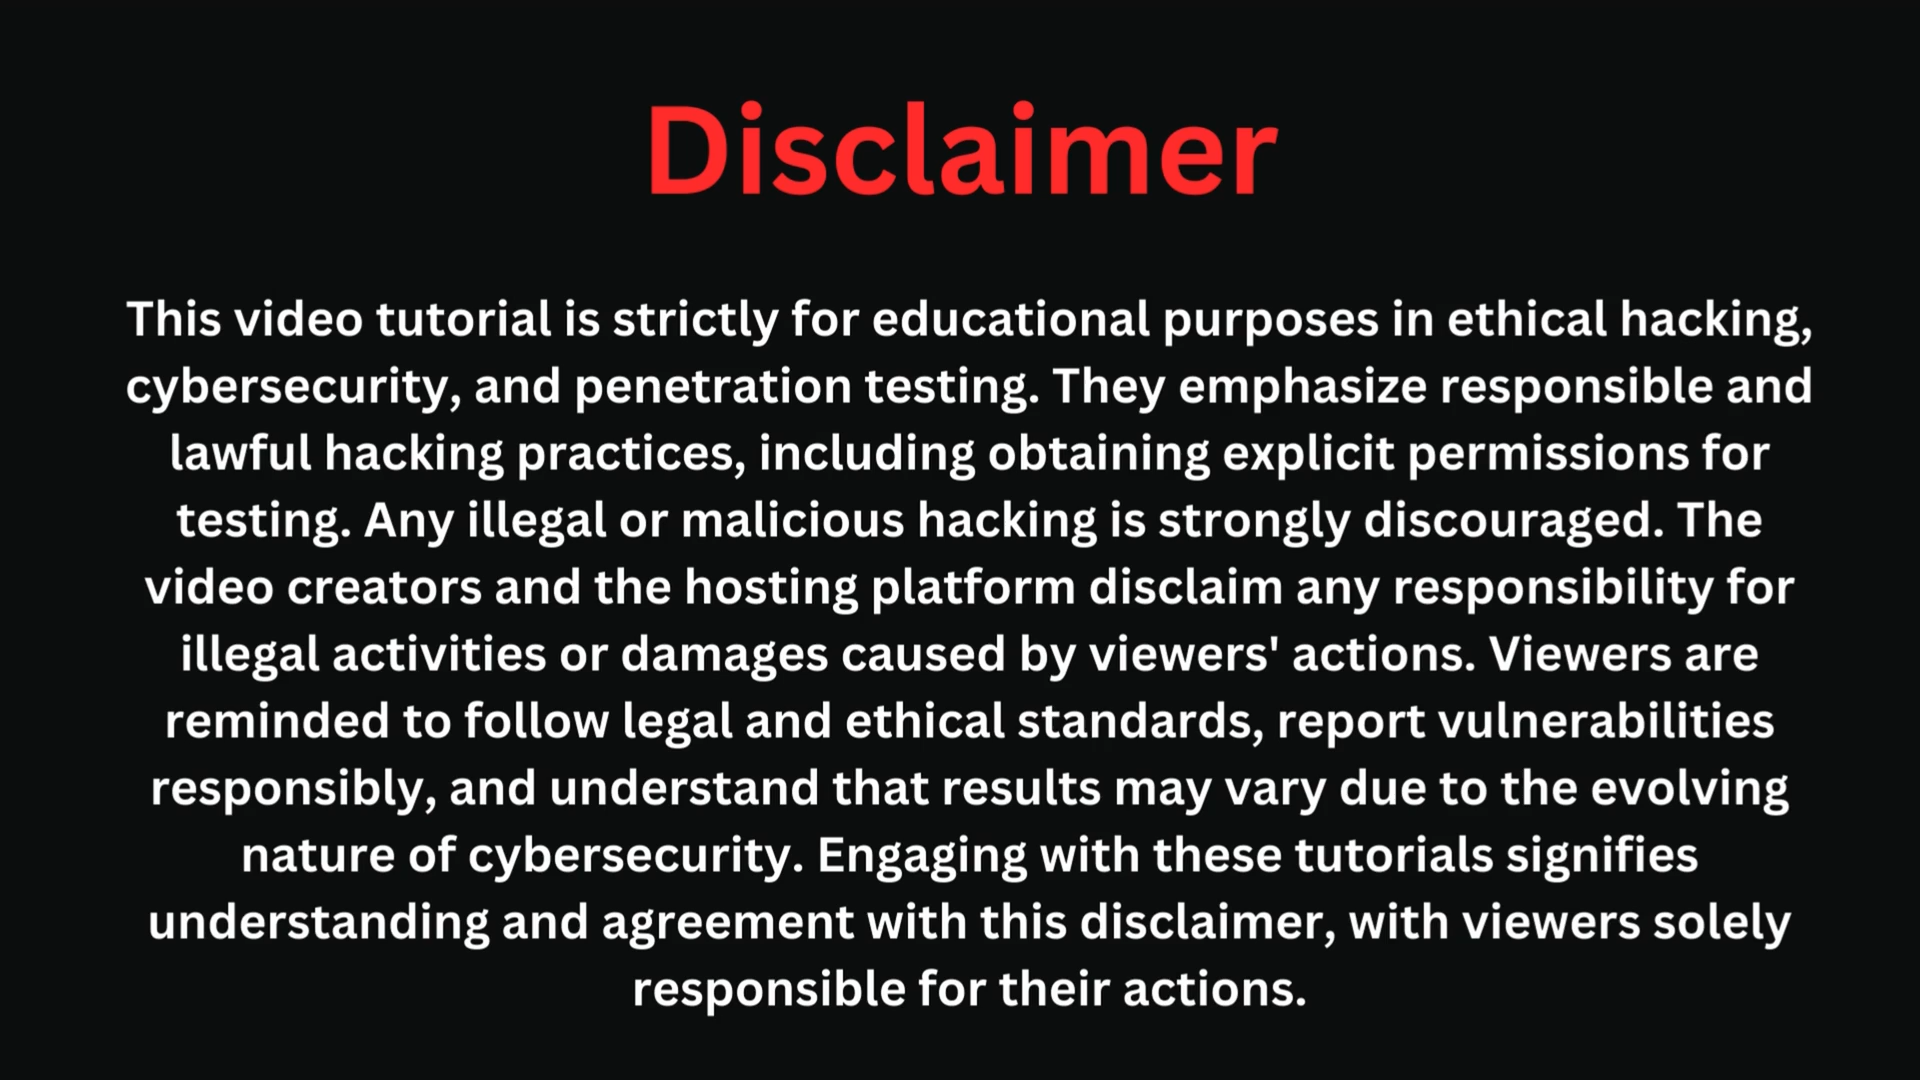 Disclaimer
This video tutorial is strictly for educational purposes in ethical hacking,
cybersecurity, and penetration testing. They emphasize responsible and
lawful hacking practices, including obtaining explicit permissions for
testing. Any illegal or malicious hacking is strongly discouraged. The
video creators and the hosting platform disclaim any responsibility for
illegal activities or damages caused by viewers' actions. Viewers are
reminded to follow legal and ethical standards, report vulnerabilities
responsibly, and understand that results may vary due to the evolving
nature of cybersecurity. Engaging with these tutorials signifies
understanding and agreement with this disclaimer, with viewers solely
responsible for their actions.